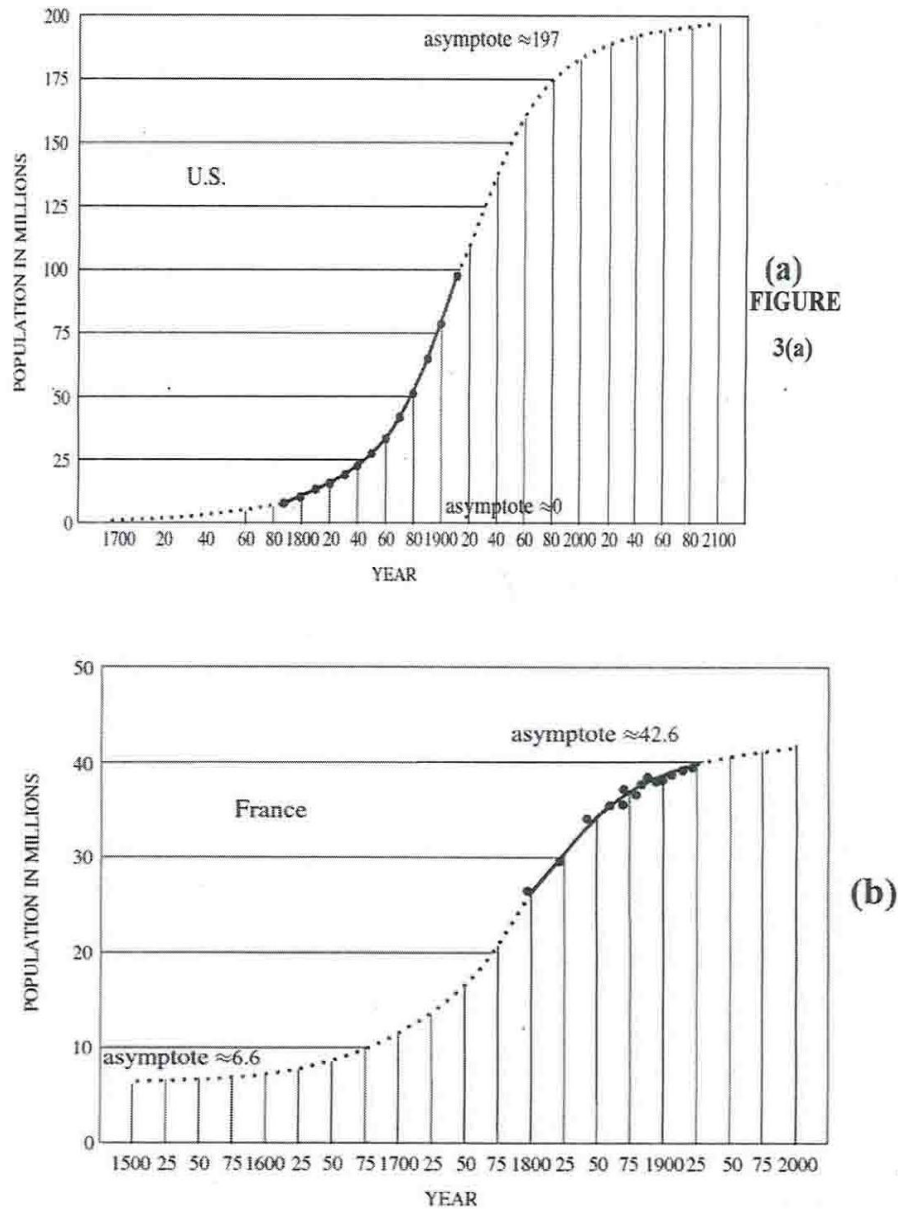 200
175
150
125
100
75
50
25
0
POPULATION IN MILLIONS
asymptote ≈197
U.S.
asymptote ≈0
1700 20 40 60 80 1800 20 40 60 80 1900 20 40 60 80 2000 20 40 60 80 2100
YEAR
(a)
FIGURE
3(a)
50
40
30
20
10
0
POPULATION IN MILLIONS
asymptote ≈42.6
France
asymptote ≈6.6
1500 25 50 75 1600 25 50 75 1700 25 50 75 1800 25 50 75 1900 25 50 75 2000
YEAR
(b)